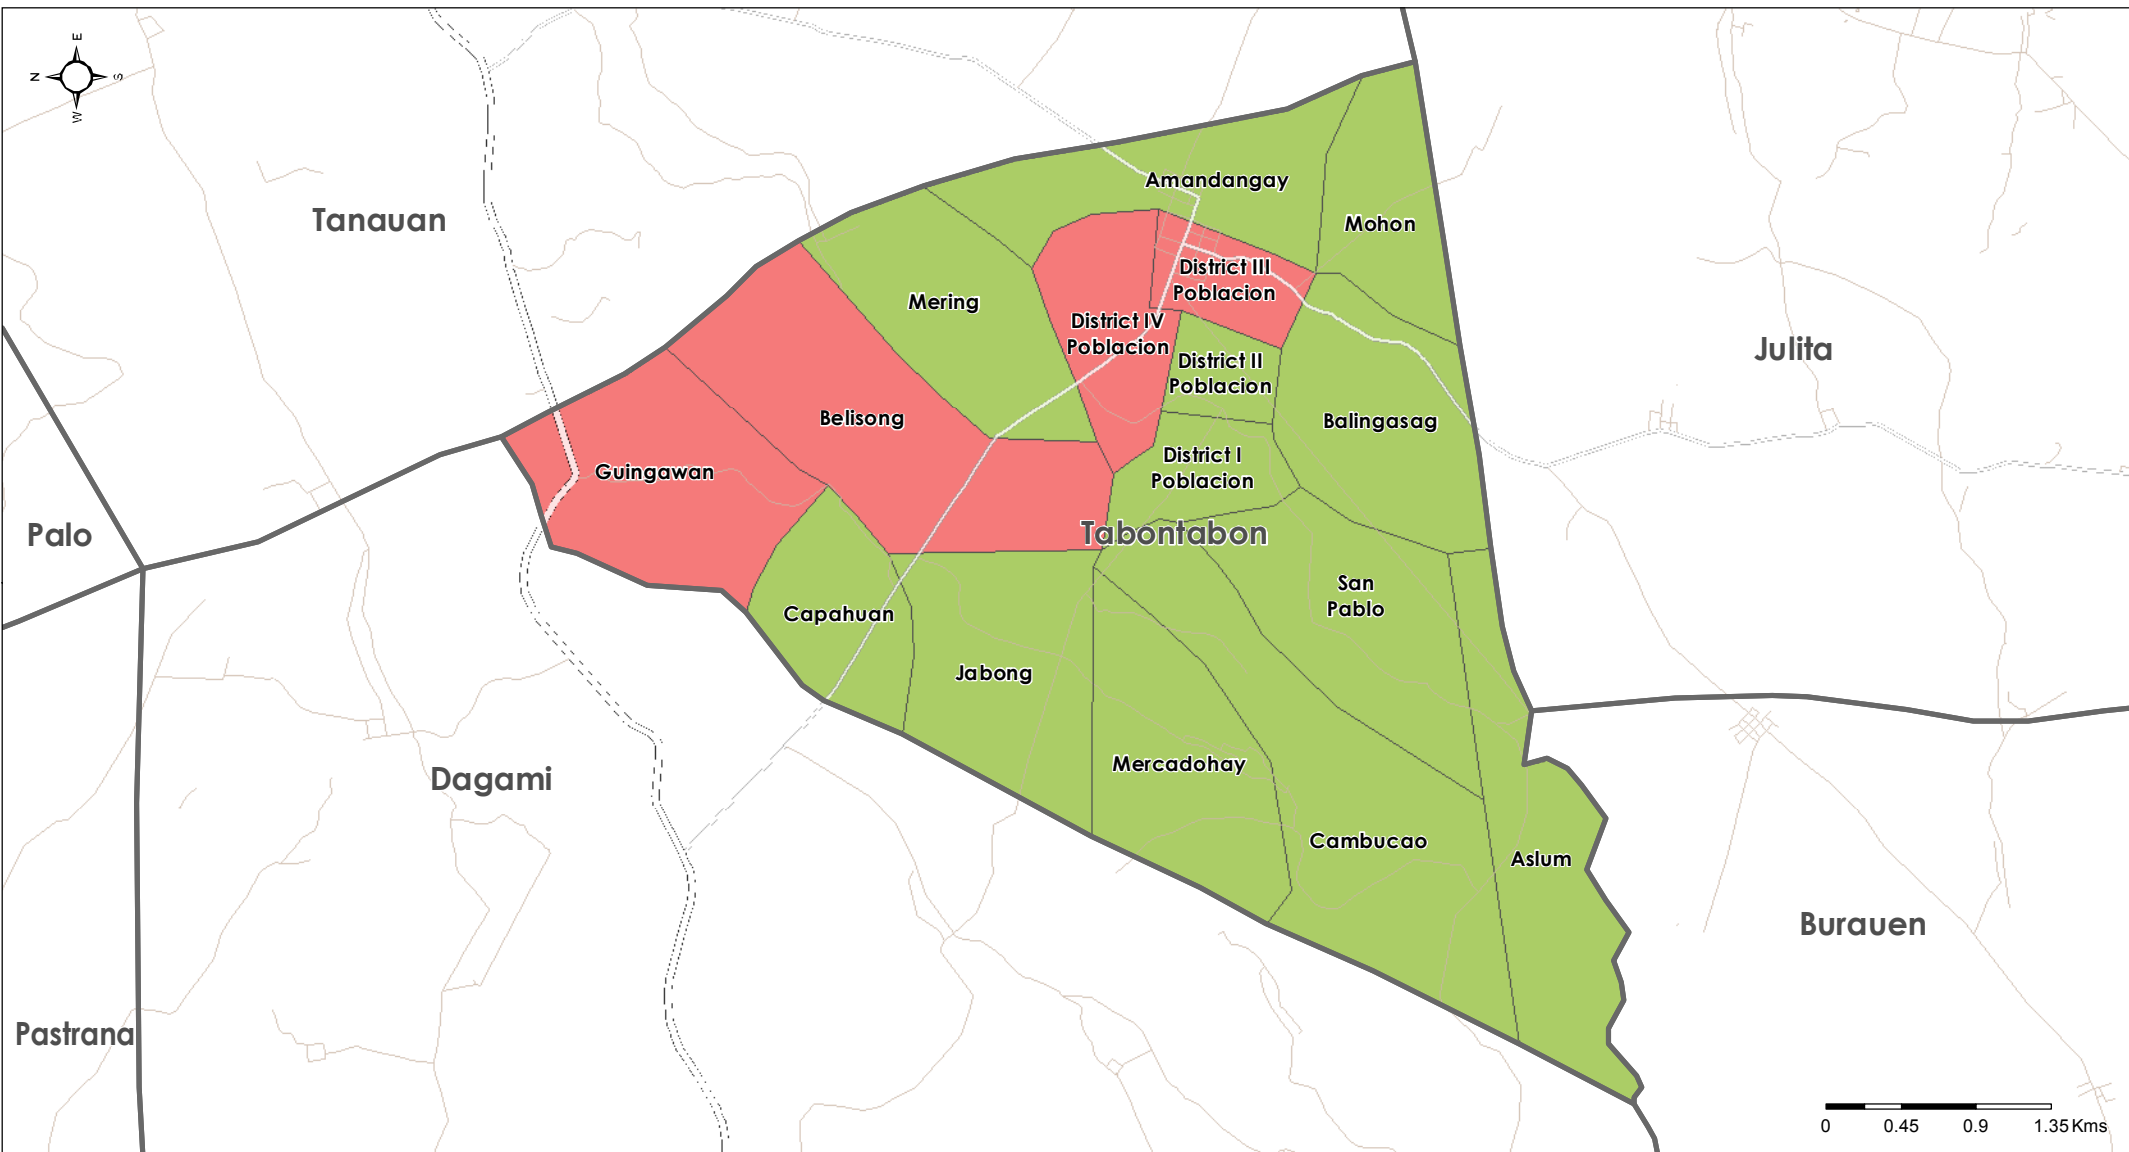 E
N
S
W
Tanauan
Amandangay
Mohon
District III
Poblacion
Mering
District IV
Poblacion
Julita
District II
Poblacion
Belisong
Balingasag
Guingawan
District I
Poblacion
Palo
Tabontabon
San
Pablo
Capahuan
Jabong
Mercadohay
Dagami
Cambucao
Aslum
Burauen
Pastrana
0 0.45 0.9 1.35 Kms